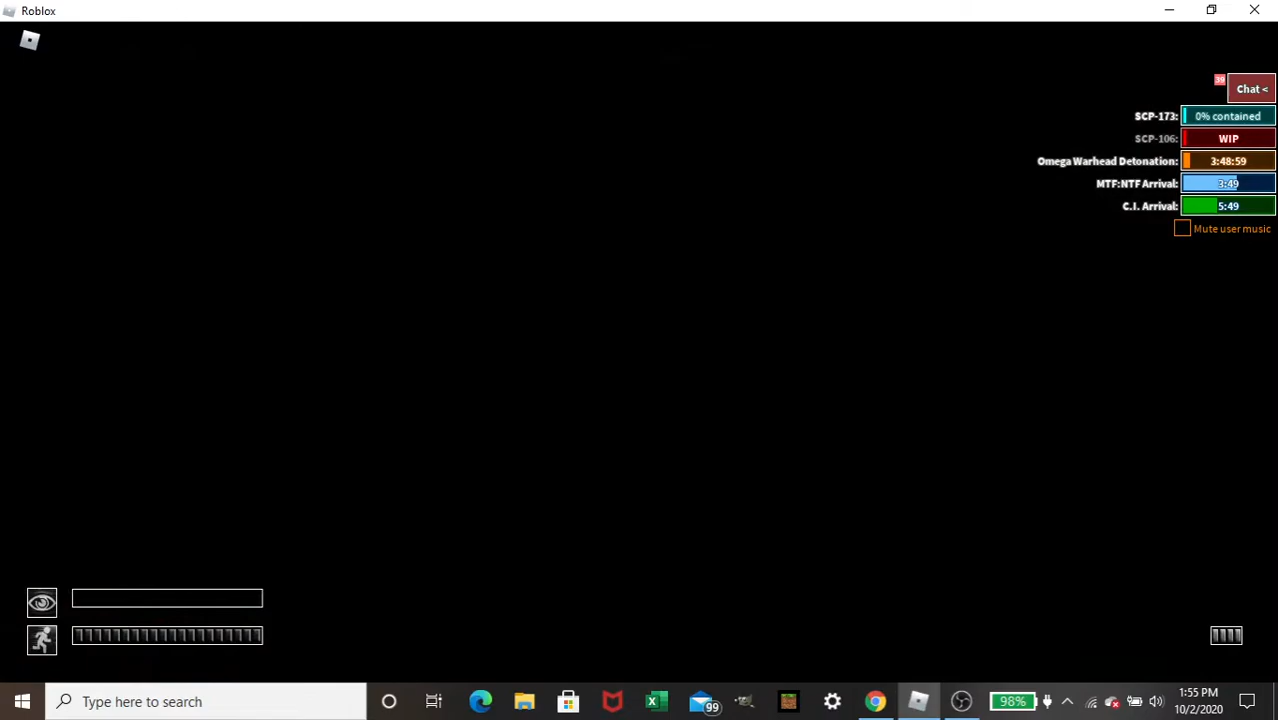 Roblox
39
Chat <
SCP-173: 0% contained
SCP-106: WIP
Omega Warhead Detonation: 3:48:59
MTF:NTF Arrival: 3:49
C.I. Arrival: 5:49
Mute user music
Type here to search
99
98%
1:55 PM
10/2/2020